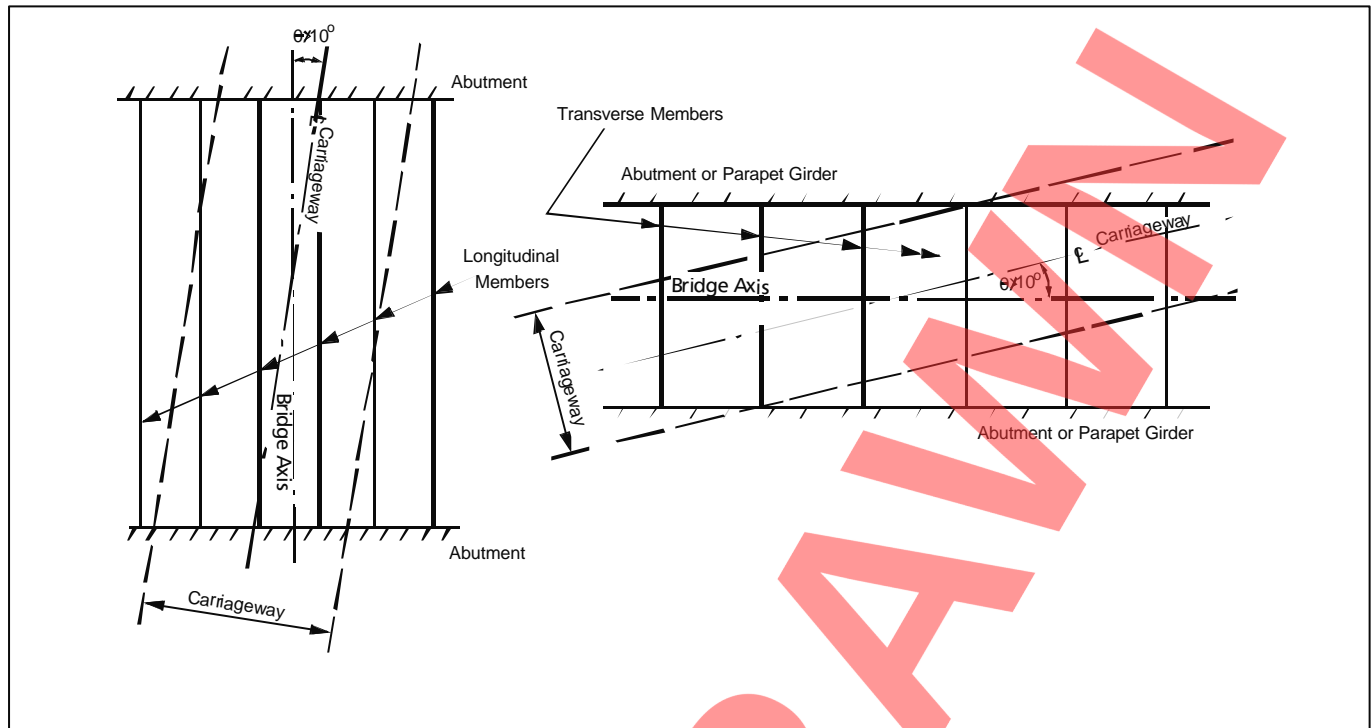 θ>10°
Abutment
℄ Carriageway
Longitudinal
Members
Bridge Axis
Abutment
Carriageway
Transverse Members
Abutment or Parapet Girder
℄ Carriageway
θ>10°
Bridge Axis
Carriageway
Abutment or Parapet Girder